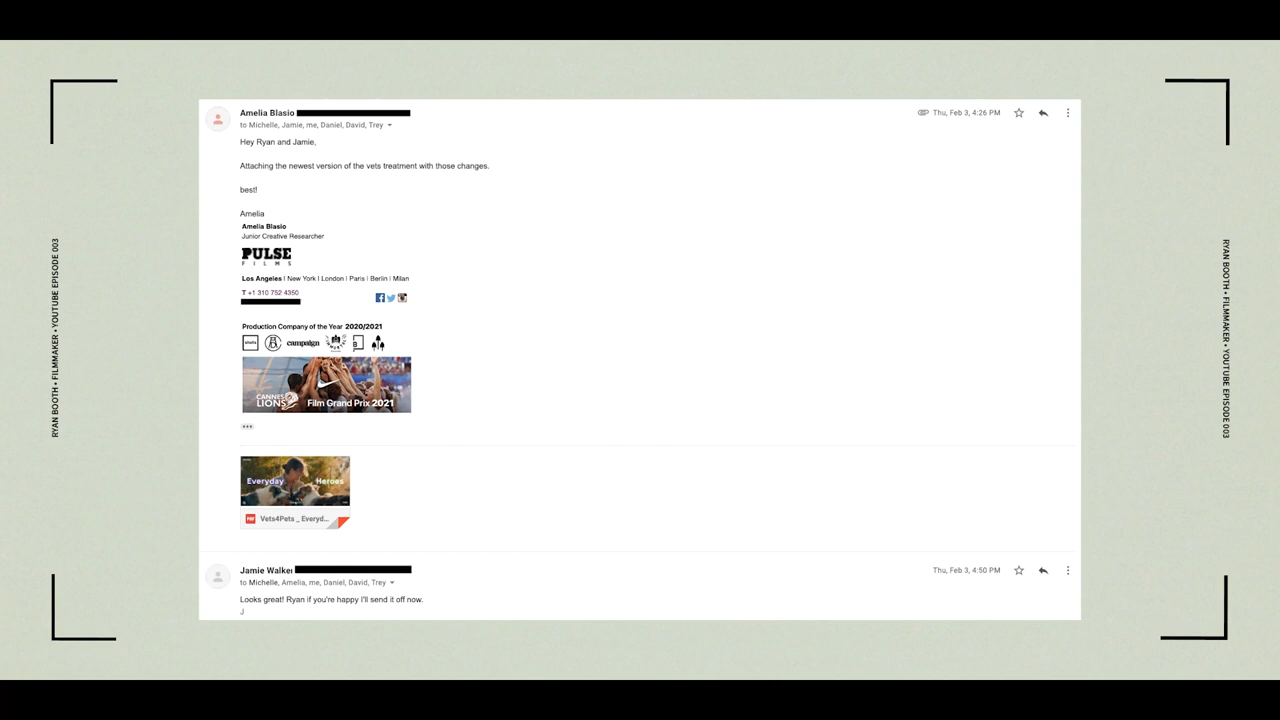 Amelia Blasio
Thu, Feb 3, 4:26 PM
to Michelle, Jamie, me, Daniel, David, Trey
Hey Ryan and Jamie,
Attaching the newest version of the vets treatment with those changes.
best!
Amelia
Amelia Blasio
Junior Creative Researcher
PULSE
FILMS
Los Angeles | New York | London | Paris | Berlin | Milan
T +1 310 752 4350
Production Company of the Year 2020/2021
campaign
CANNES
LIONS
Film Grand Prix 2021
Everyday Heroes
PDF Vets4Pets _ Everyd...
Jamie Walker
Thu, Feb 3, 4:50 PM
to Michelle, Amelia, me, Daniel, David, Trey
Looks great! Ryan if you're happy I'll send it off now.
J
RYAN BOOTH • FILMMAKER • YOUTUBE EPISODE 003
RYAN BOOTH • FILMMAKER • YOUTUBE EPISODE 003